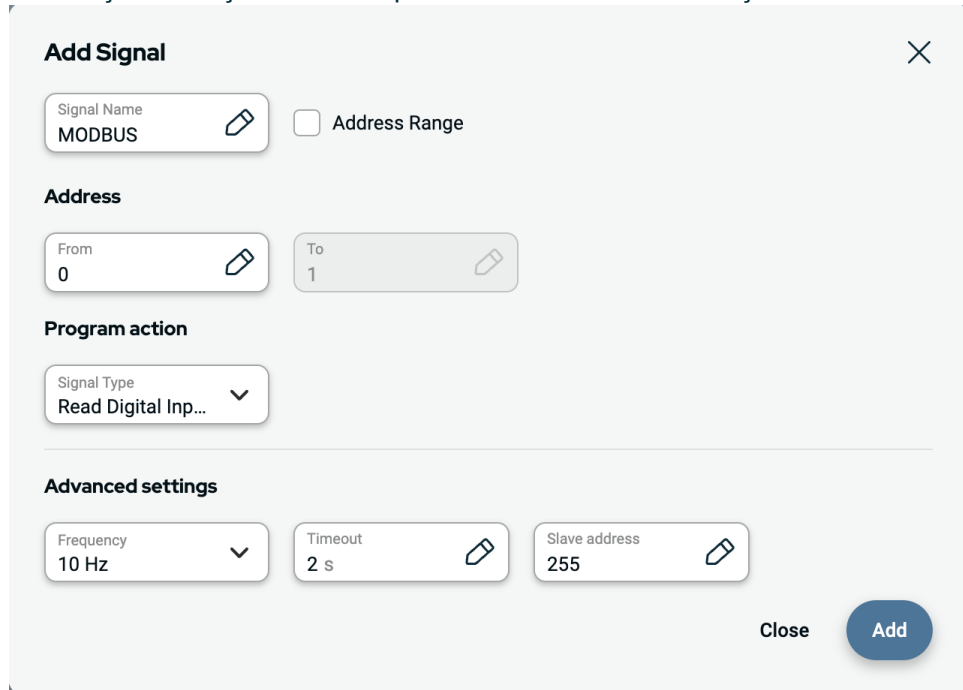 Add Signal
Signal Name
MODBUS
Address Range
Address
From
0
To
1
Program action
Signal Type
Read Digital Inp...
Advanced settings
Frequency
10 Hz
Timeout
2 s
Slave address
255
Close
Add